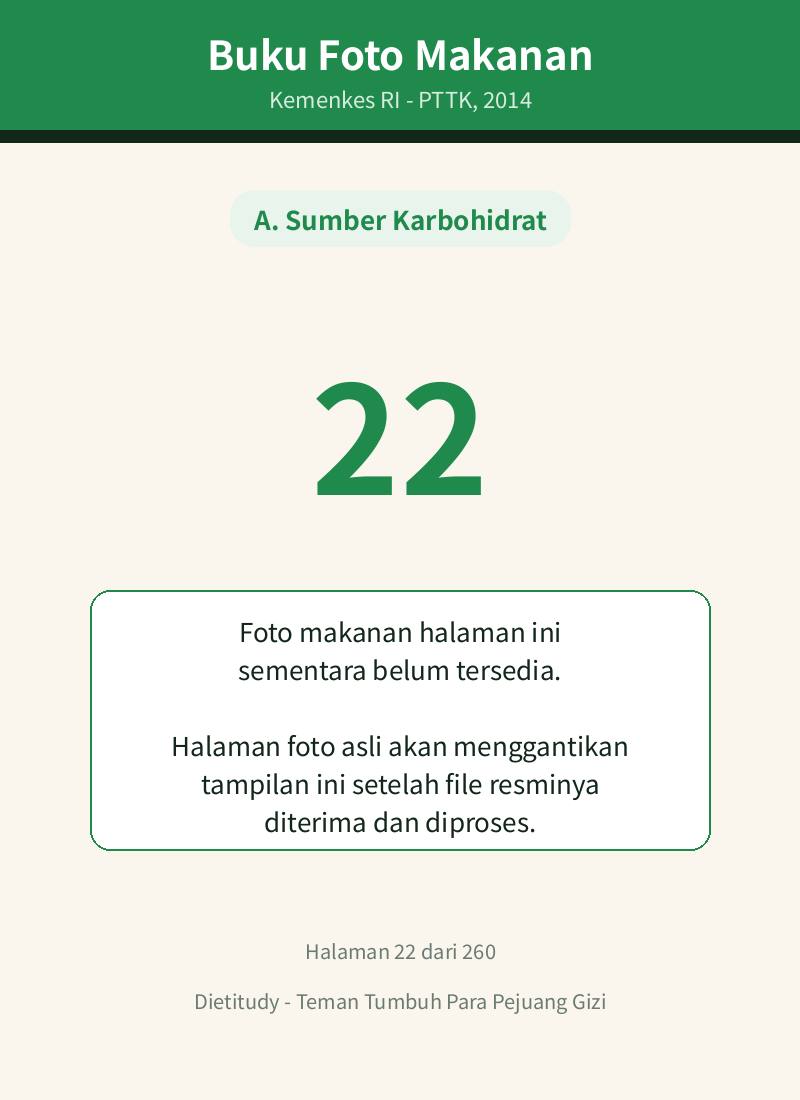 Buku Foto Makanan
Kemenkes RI - PTTK, 2014
A. Sumber Karbohidrat
22
Foto makanan halaman ini
sementara belum tersedia.
Halaman foto asli akan menggantikan
tampilan ini setelah file resminya
diterima dan diproses.
Halaman 22 dari 260
Dietitudy - Teman Tumbuh Para Pejuang Gizi